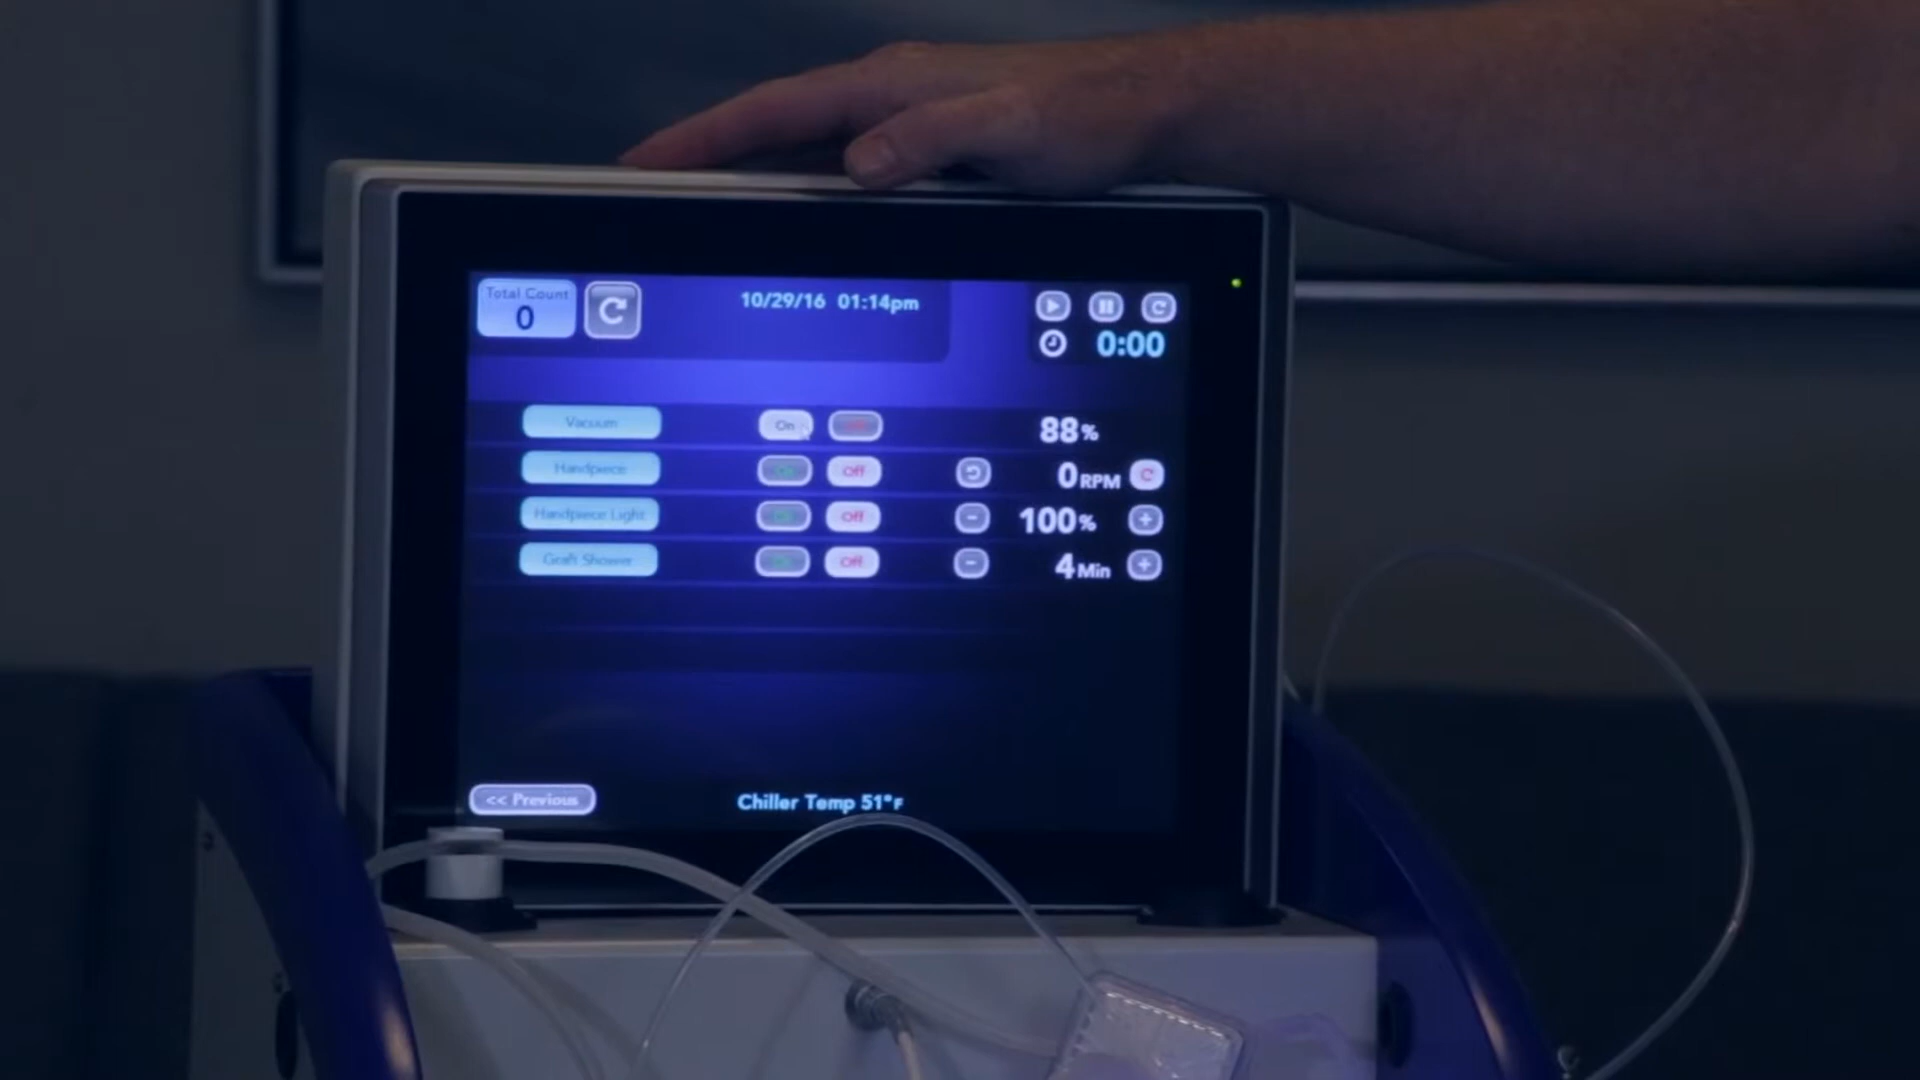 Total Count
0
10/29/16 01:14pm
0:00
Vacuum On 88%
Handpiece Off 0 RPM
Handpiece Light Off - 100% +
Graft Shower Off - 4 Min +
<< Previous
Chiller Temp 51°F